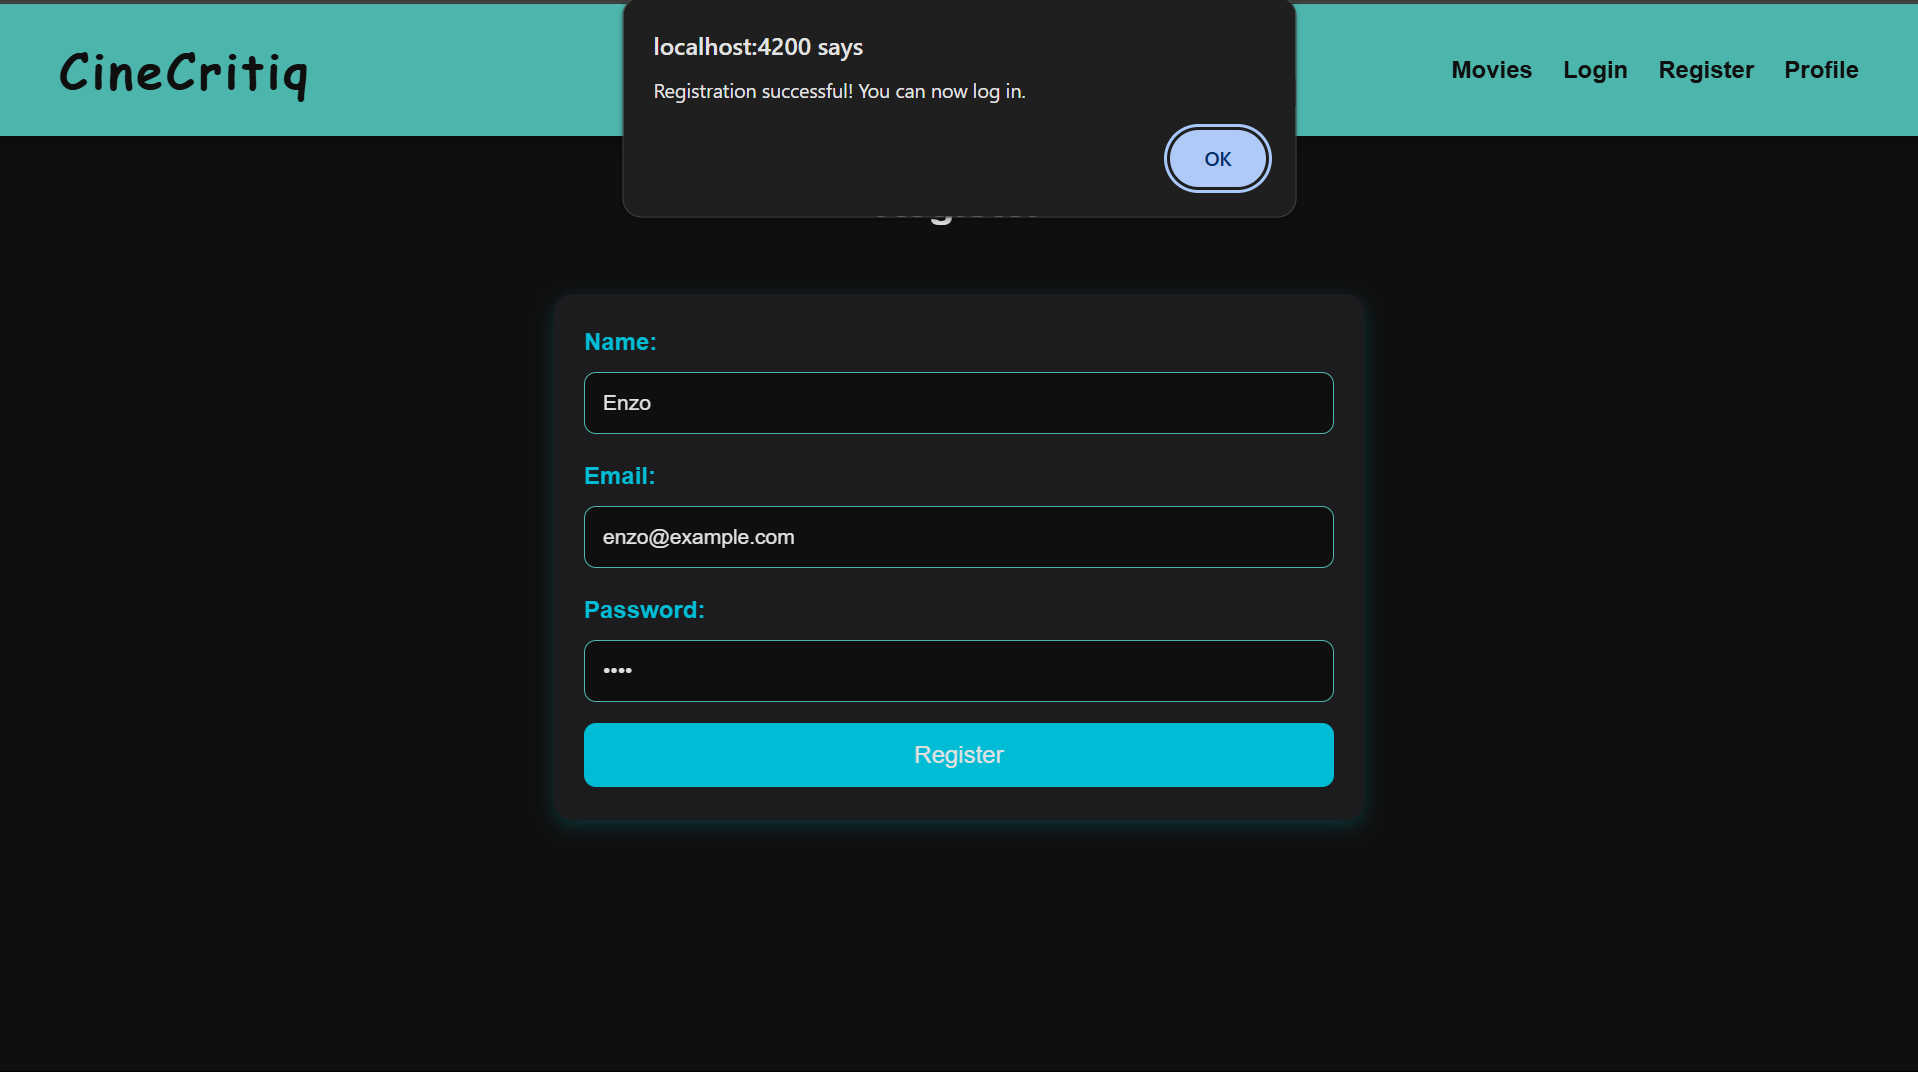 CineCritiq
localhost:4200 says
Registration successful! You can now log in.
OK
Movies Login Register Profile
Name:
Enzo
Email:
enzo@example.com
Password:
••••
Register